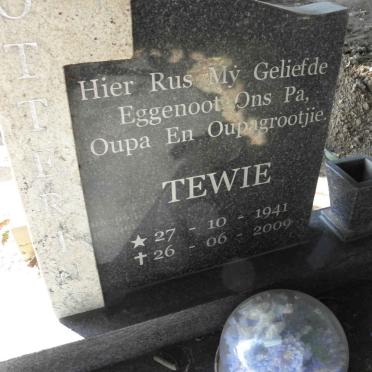 Hier Rus My Geliefde
Eggenoot Ons Pa,
Oupa En Oupagrootjie.
TEWIE
★ 27 - 10 - 1941
✝ 26 - 06 - 2009